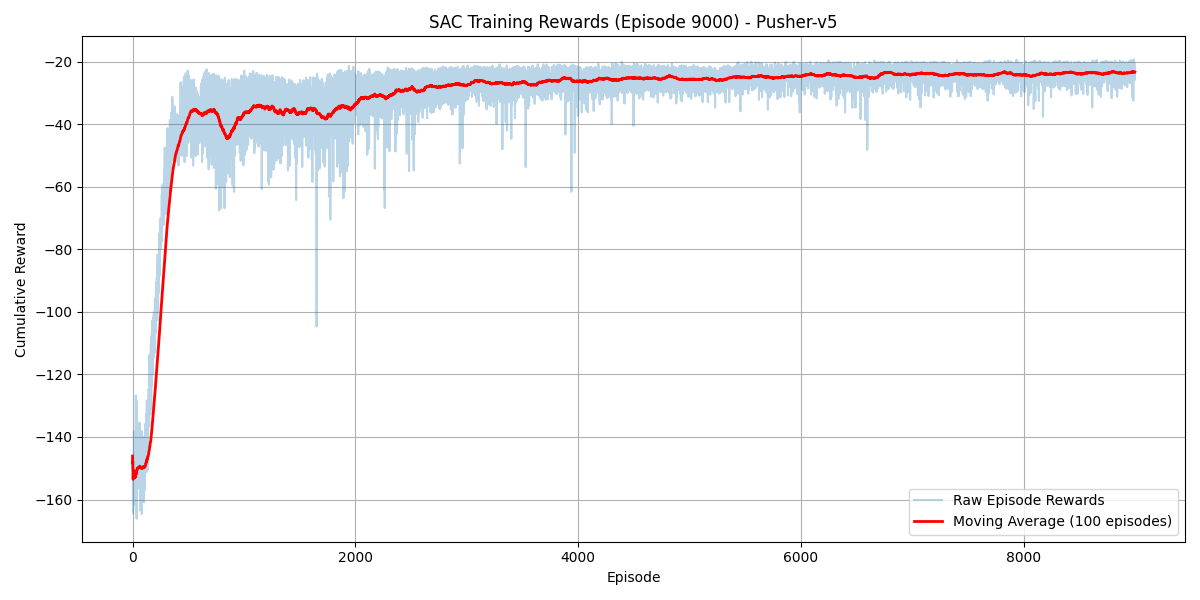 SAC Training Rewards (Episode 9000) - Pusher-v5
Cumulative Reward
−20
−40
−60
−80
−100
−120
−140
−160
0
2000
4000
6000
8000
Episode
Raw Episode Rewards
Moving Average (100 episodes)